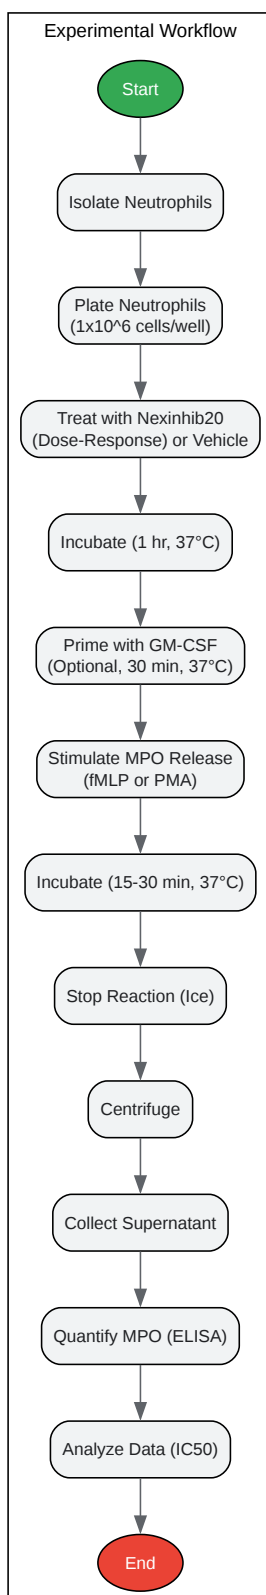 Experimental Workflow
Start
Isolate Neutrophils
Plate Neutrophils
(1x10^6 cells/well)
Treat with Nexinhib20
(Dose-Response) or Vehicle
Incubate (1 hr, 37°C)
Prime with GM-CSF
(Optional, 30 min, 37°C)
Stimulate MPO Release
(fMLP or PMA)
Incubate (15-30 min, 37°C)
Stop Reaction (Ice)
Centrifuge
Collect Supernatant
Quantify MPO (ELISA)
Analyze Data (IC50)
End